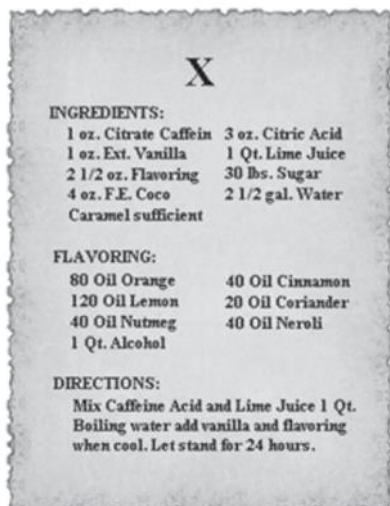 X
INGREDIENTS:
1 oz. Citrate Caffein 3 oz. Citric Acid
1 oz. Ext. Vanilla 1 Qt. Lime Juice
2 1/2 oz. Flavoring 30 lbs. Sugar
4 oz. F.E. Coco 2 1/2 gal. Water
Caramel sufficient
FLAVORING:
80 Oil Orange 40 Oil Cinnamon
120 Oil Lemon 20 Oil Coriander
40 Oil Nutmeg 40 Oil Neroli
1 Qt. Alcohol
DIRECTIONS:
Mix Caffeine Acid and Lime Juice 1 Qt.
Boiling water add vanilla and flavoring
when cool. Let stand for 24 hours.